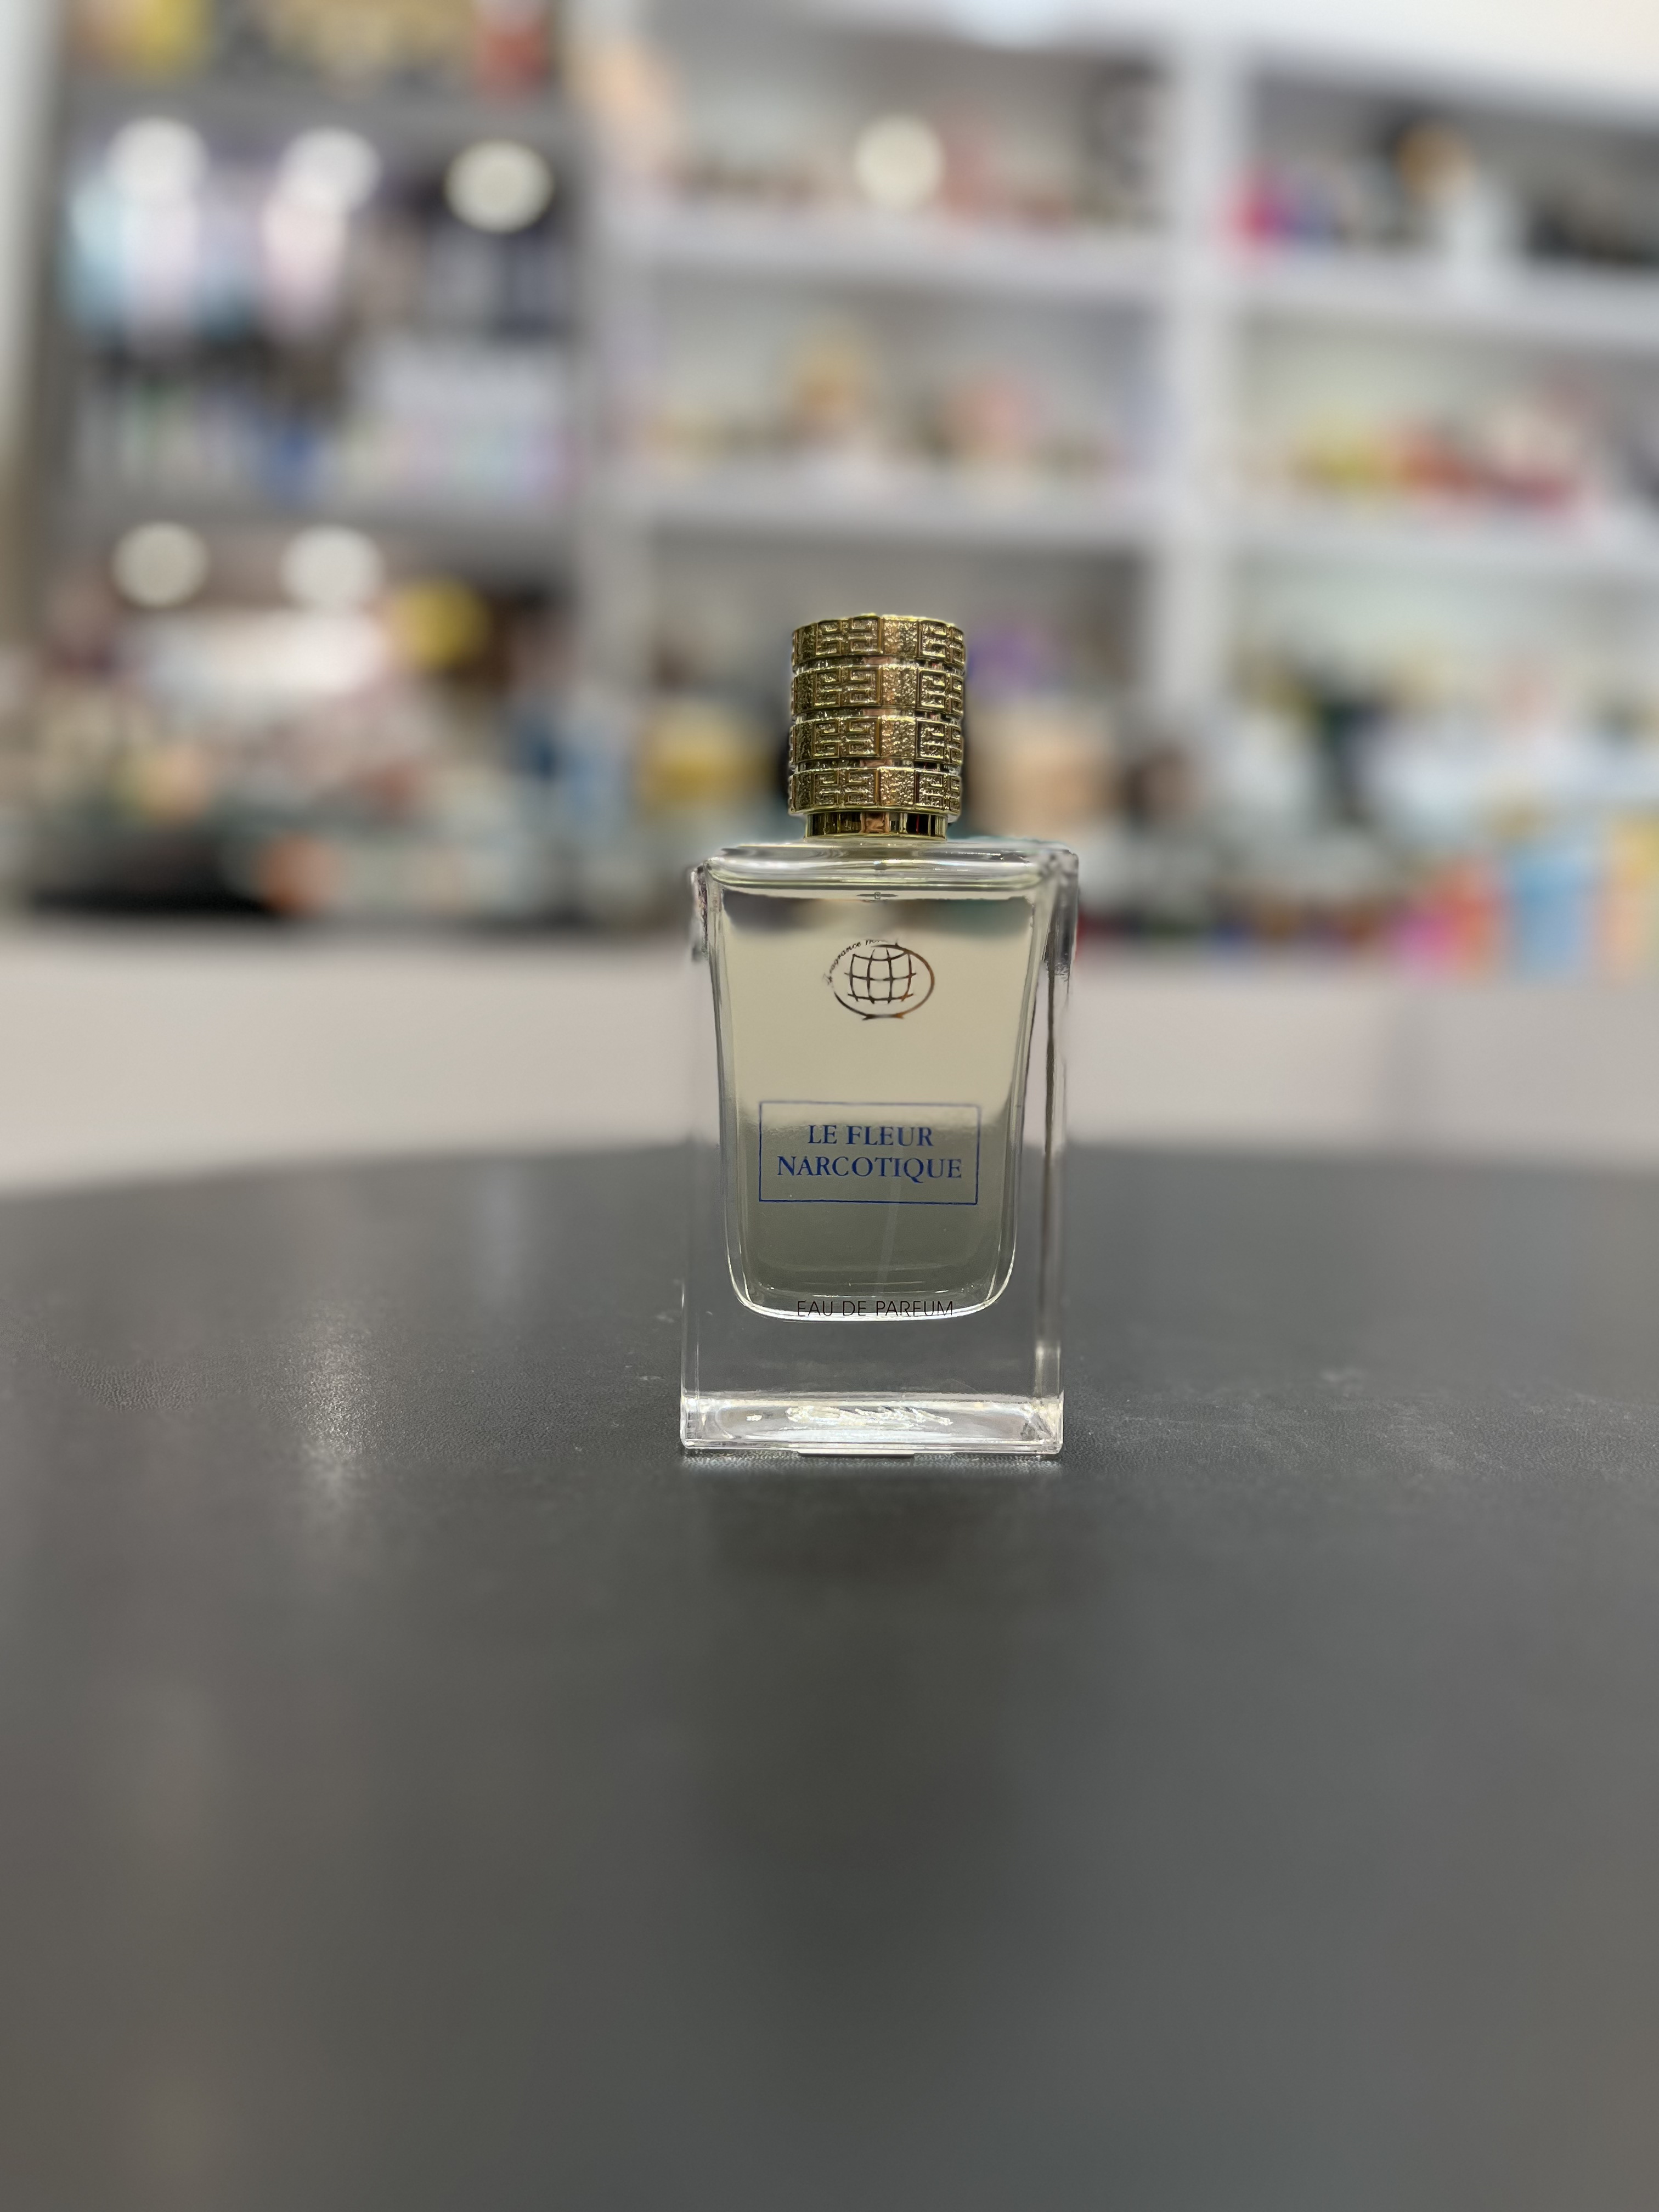 LE FLEUR
NARCOTIQUE
EAU DE PARFUM